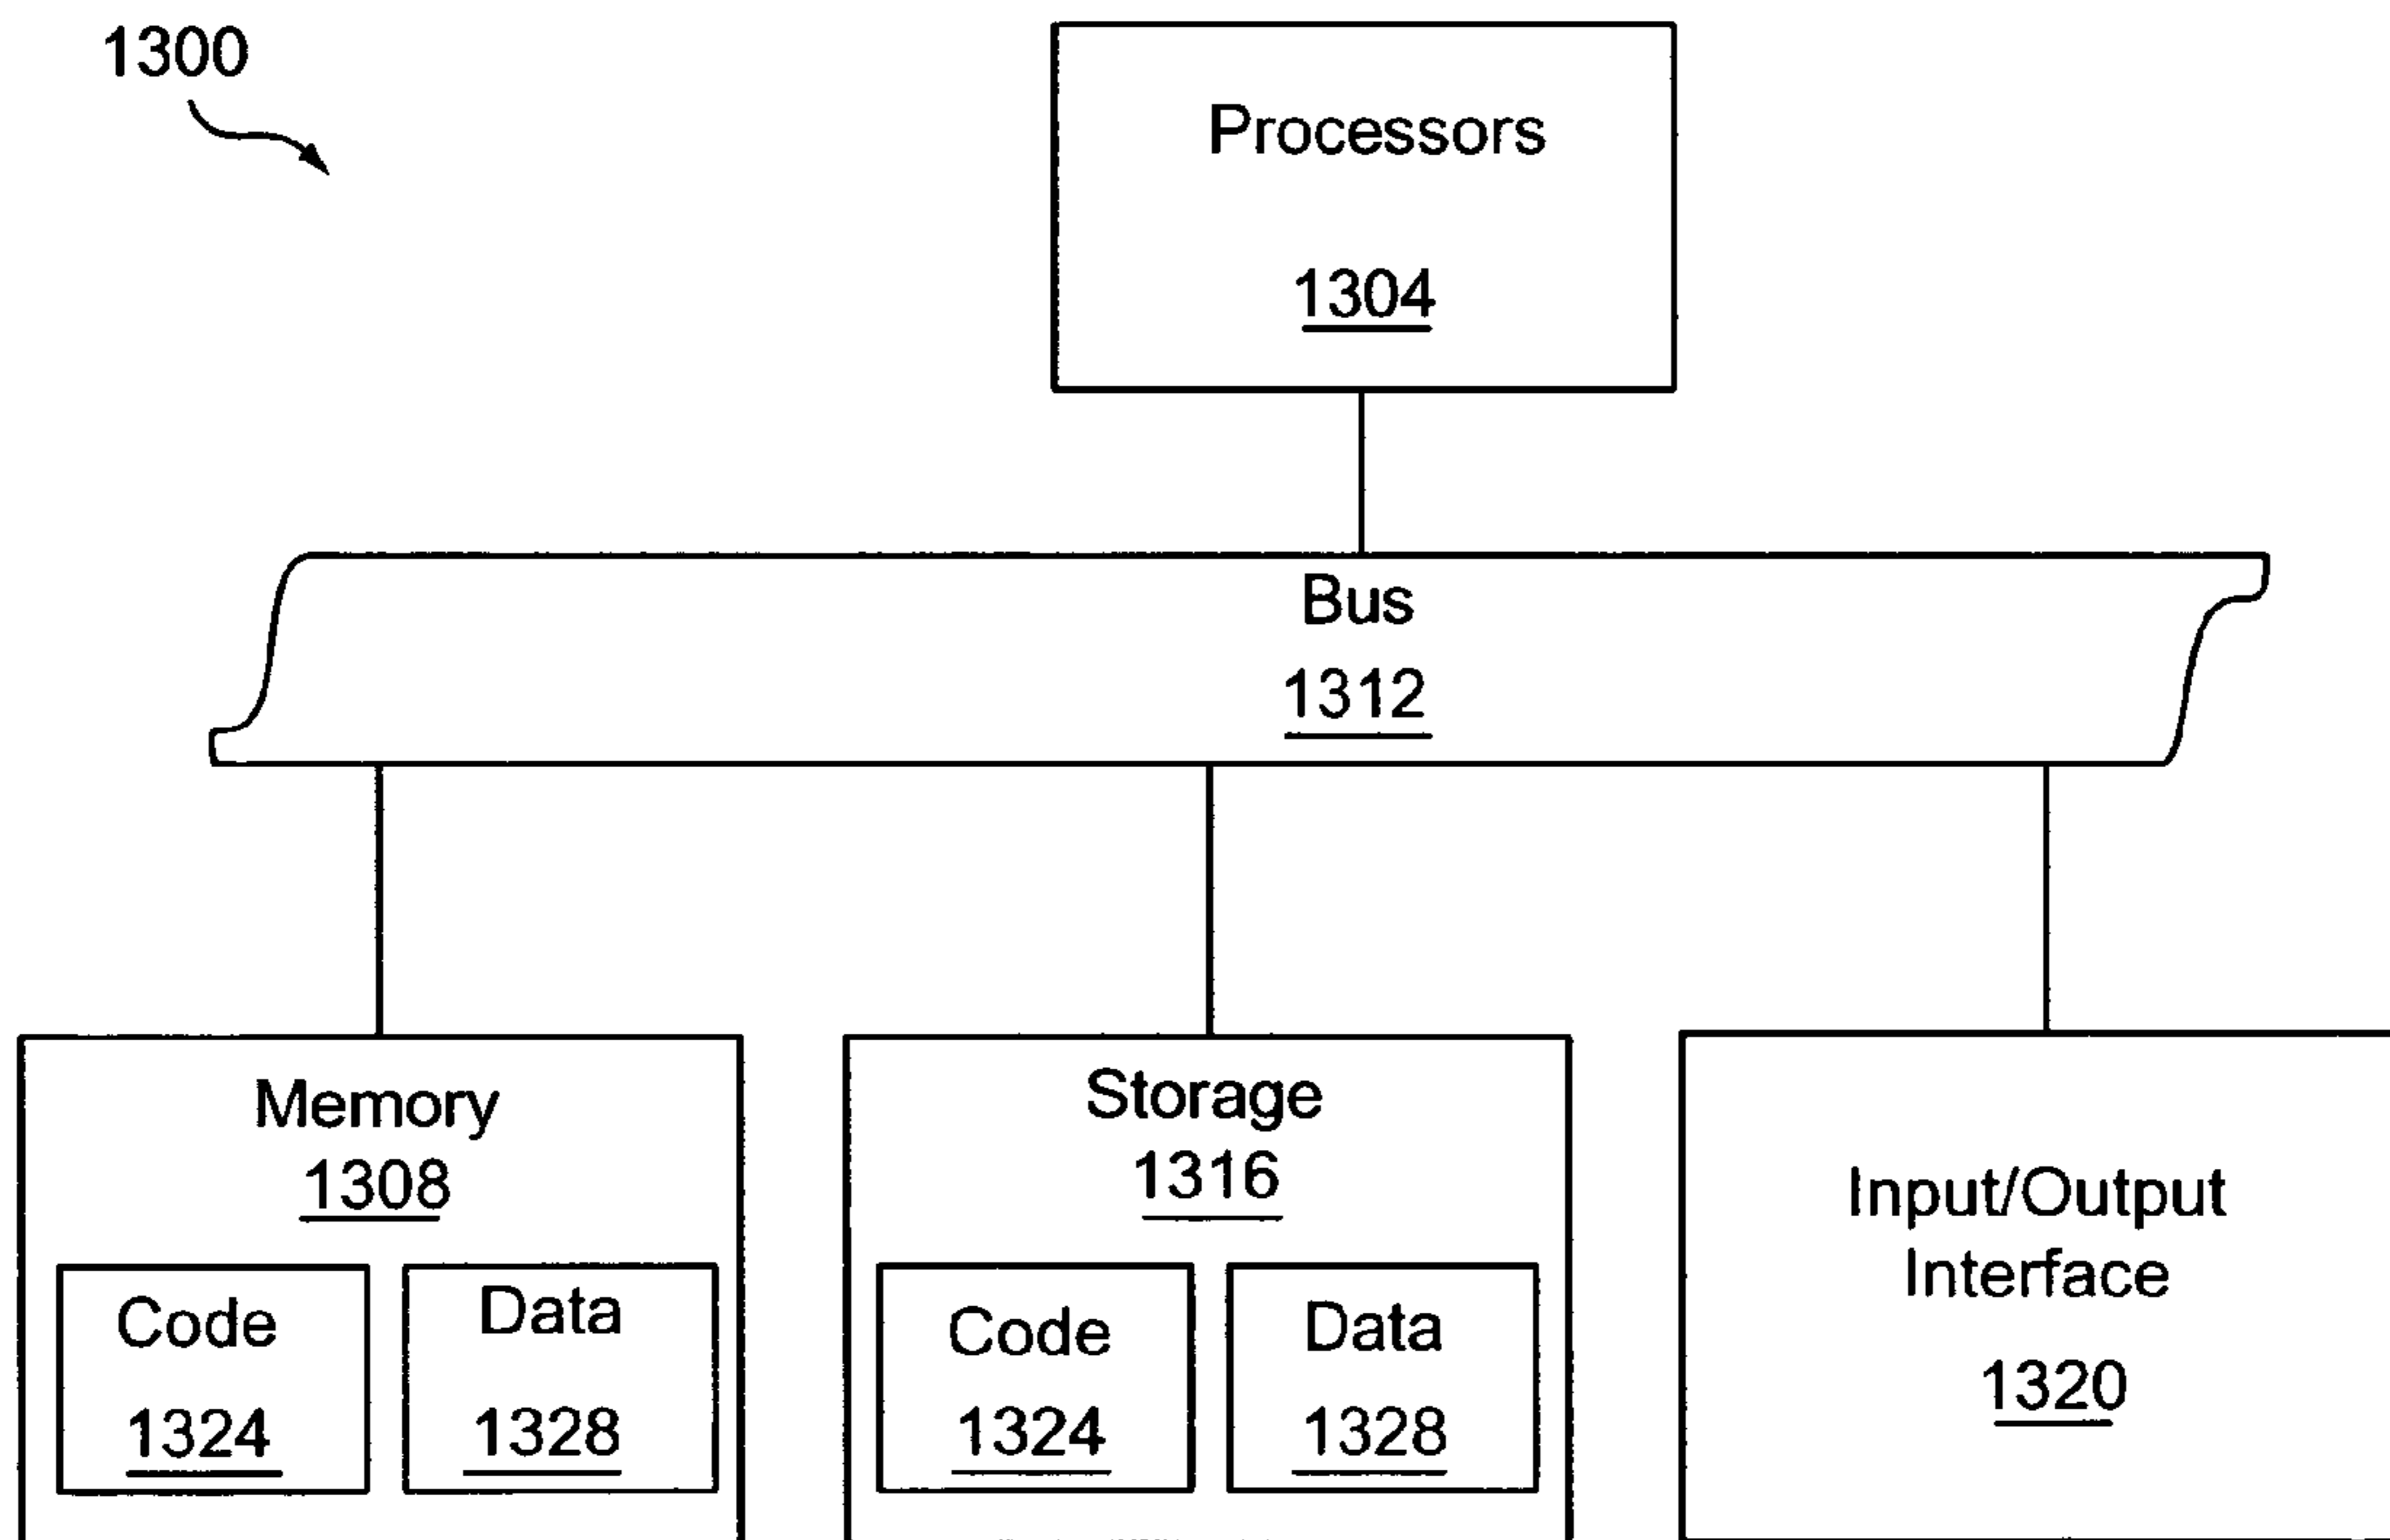 1300
Processors
1304
Bus
1312
Memory
1308
Code
1324
Data
1328
Storage
1316
Code
1324
Data
1328
Input/Output
Interface
1320